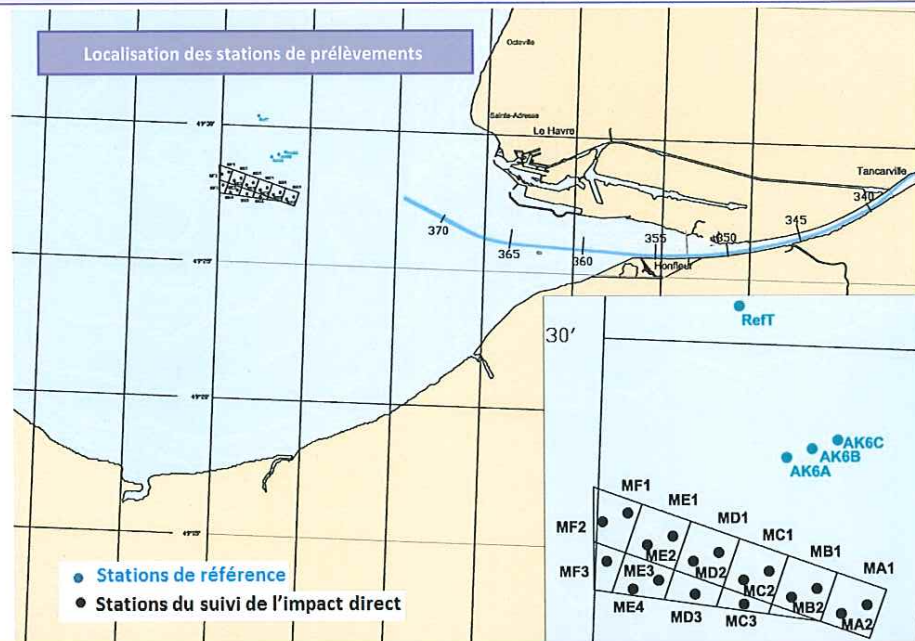 Localisation des stations de prélèvements
Octeville
Sainte-Adresse
Le Havre
Tancarville
340
345
350
355
360
365
370
Honfleur
RefT
30'
AK6C
AK6B
AK6A
MF1
ME1
MD1
MC1
MB1
MA1
MF2
ME2
MD2
MC2
MB2
MA2
MF3
ME3
ME4
MD3
MC3
Stations de référence
Stations du suivi de l'impact direct